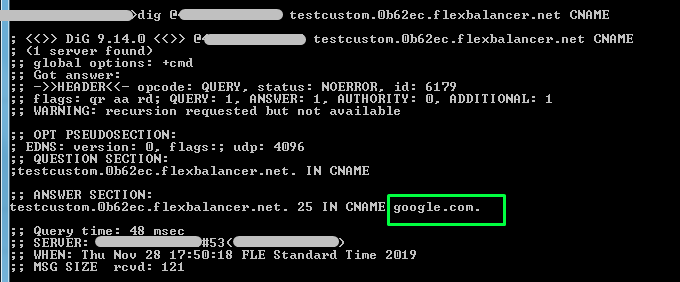 >dig @ testcustom.0b62ec.flexbalancer.net CNAME
; <<>> DiG 9.14.0 <<>> @ testcustom.0b62ec.flexbalancer.net CNAME
; (1 server found)
;; global options: +cmd
;; Got answer:
;; ->>HEADER<<- opcode: QUERY, status: NOERROR, id: 6179
;; flags: qr aa rd; QUERY: 1, ANSWER: 1, AUTHORITY: 0, ADDITIONAL: 1
;; WARNING: recursion requested but not available
;; OPT PSEUDOSECTION:
; EDNS: version: 0, flags:; udp: 4096
;; QUESTION SECTION:
;testcustom.0b62ec.flexbalancer.net. IN CNAME
;; ANSWER SECTION:
testcustom.0b62ec.flexbalancer.net. 25 IN CNAME google.com.
;; Query time: 48 msec
;; SERVER: #53( )
;; WHEN: Thu Nov 28 17:50:18 FLE Standard Time 2019
;; MSG SIZE rcvd: 121